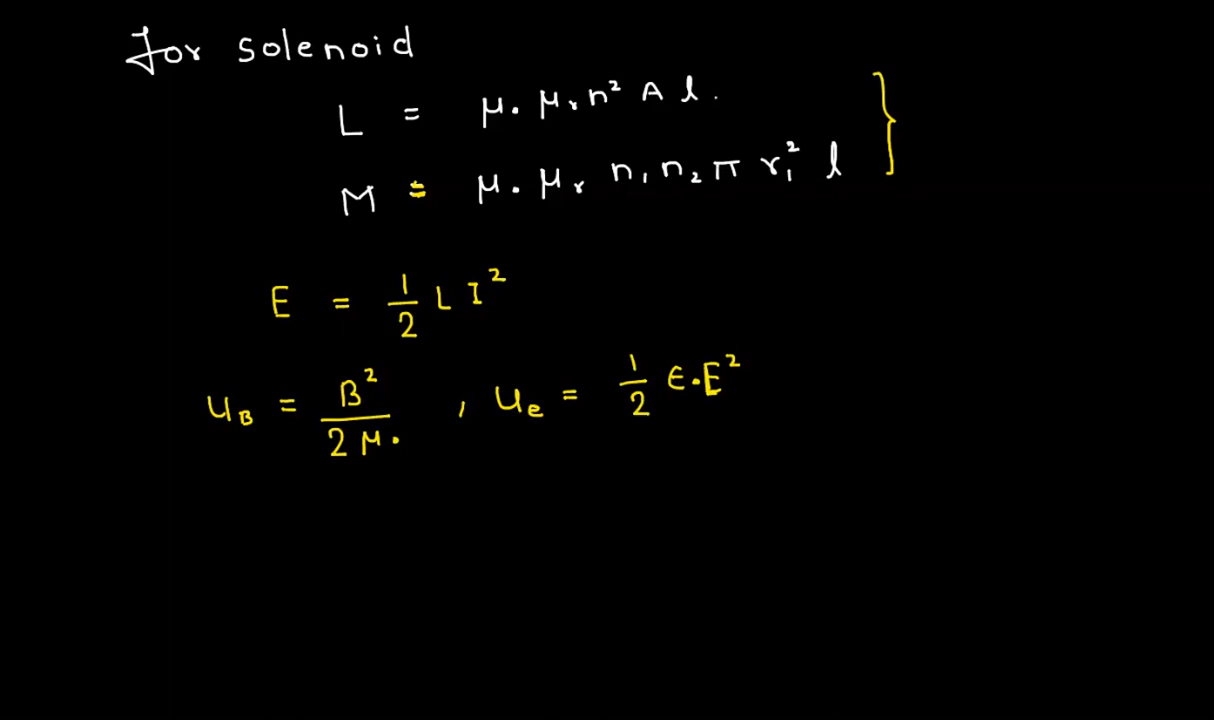 for solenoid
L = μ₀ μᵣ n² A l.
M = μ₀ μᵣ n₁ n₂ π r₁² l
E = 1/2 L I²
u_B = B²/2μ₀ , u_e = 1/2 ε₀E²